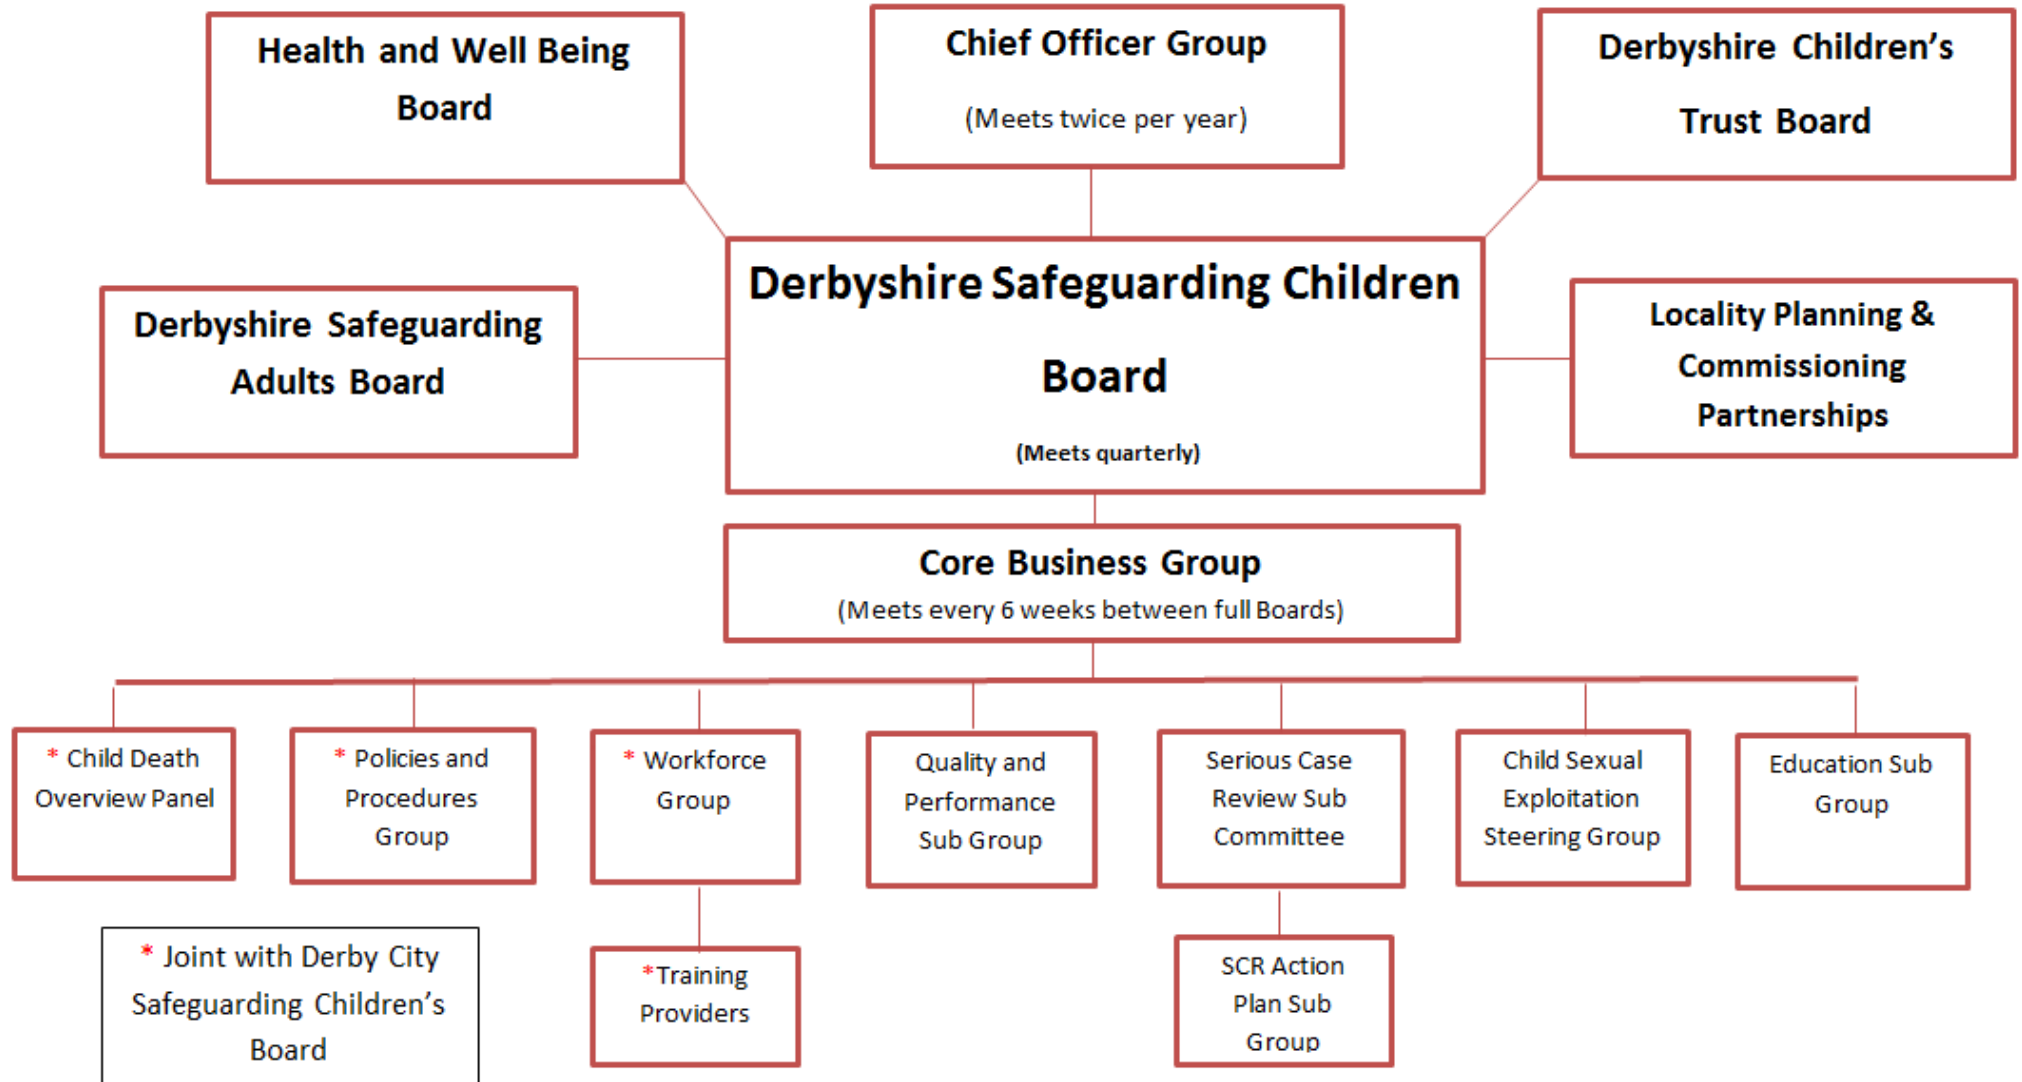 Health and Well Being
Board
Chief Officer Group
(Meets twice per year)
Derbyshire Children’s
Trust Board
Derbyshire Safeguarding
Adults Board
Derbyshire Safeguarding Children
Board
(Meets quarterly)
Locality Planning &
Commissioning
Partnerships
Core Business Group
(Meets every 6 weeks between full Boards)
* Child Death
Overview Panel
* Policies and
Procedures
Group
* Workforce
Group
Quality and
Performance
Sub Group
Serious Case
Review Sub
Committee
Child Sexual
Exploitation
Steering Group
Education Sub
Group
* Joint with Derby City
Safeguarding Children’s
Board
*Training
Providers
SCR Action
Plan Sub
Group